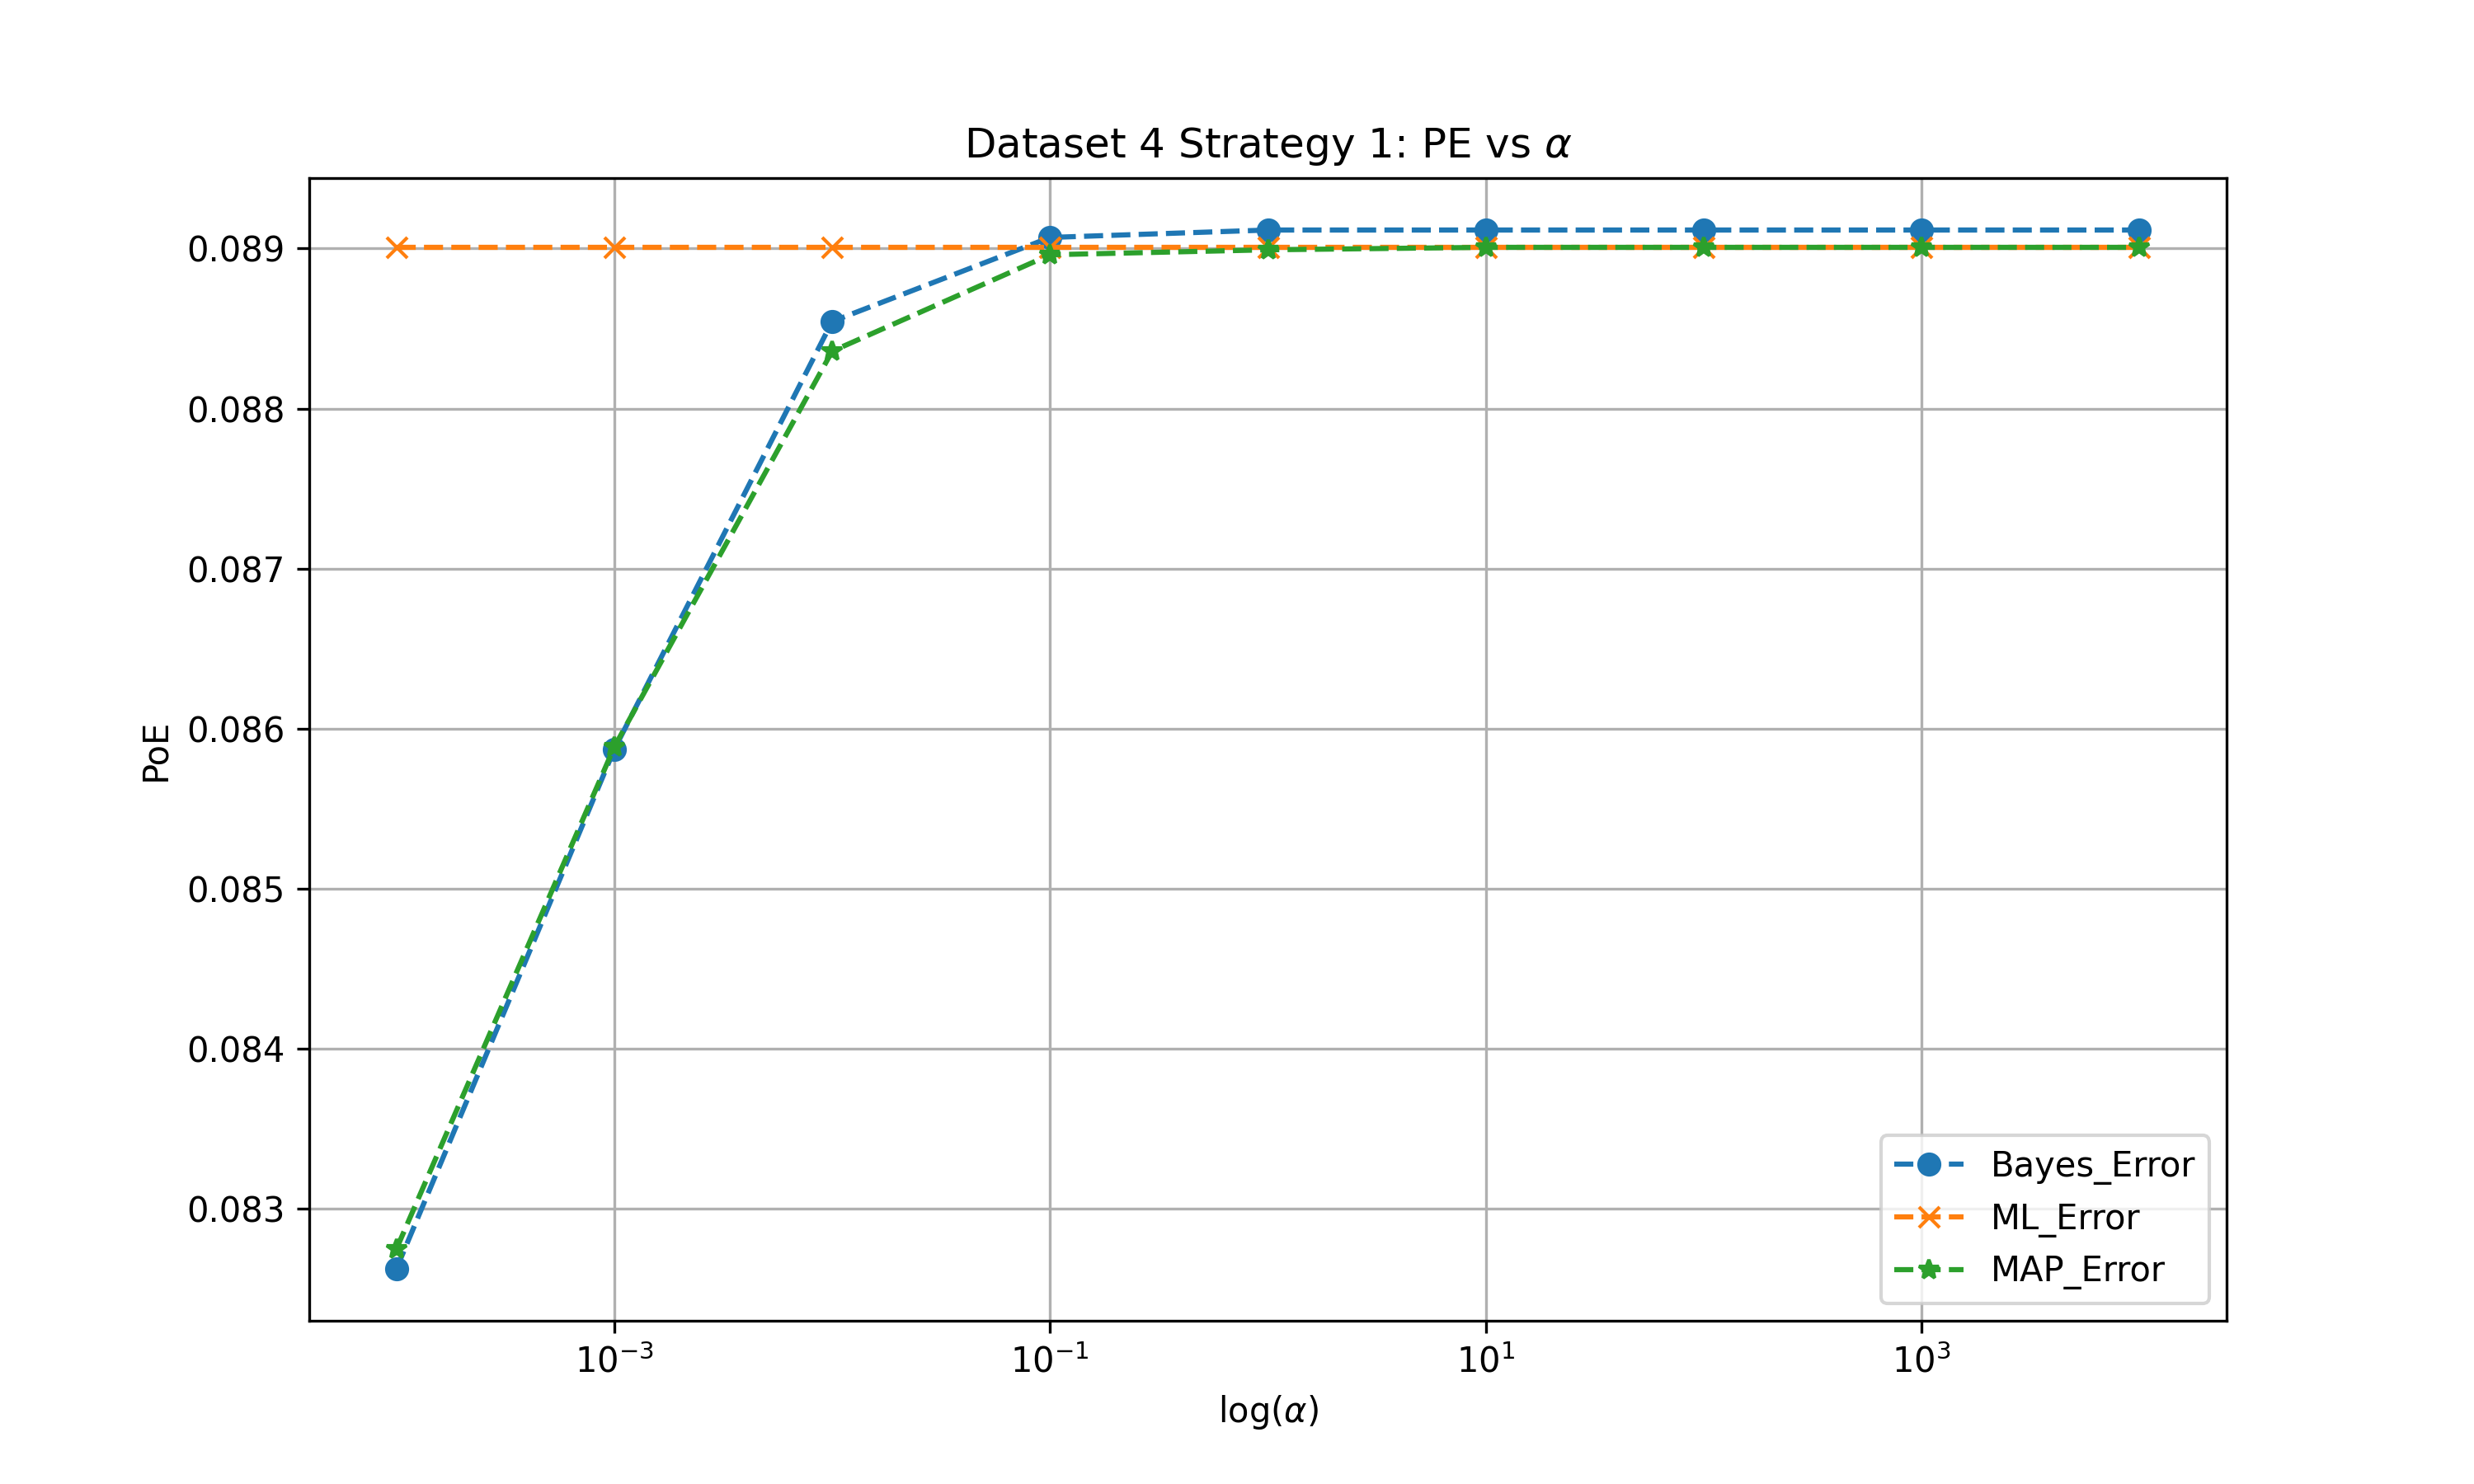 Dataset 4 Strategy 1: PE vs α
PoE
0.089
0.088
0.087
0.086
0.085
0.084
0.083
10⁻³
10⁻¹
10¹
10³
log(α)
Bayes_Error
ML_Error
MAP_Error